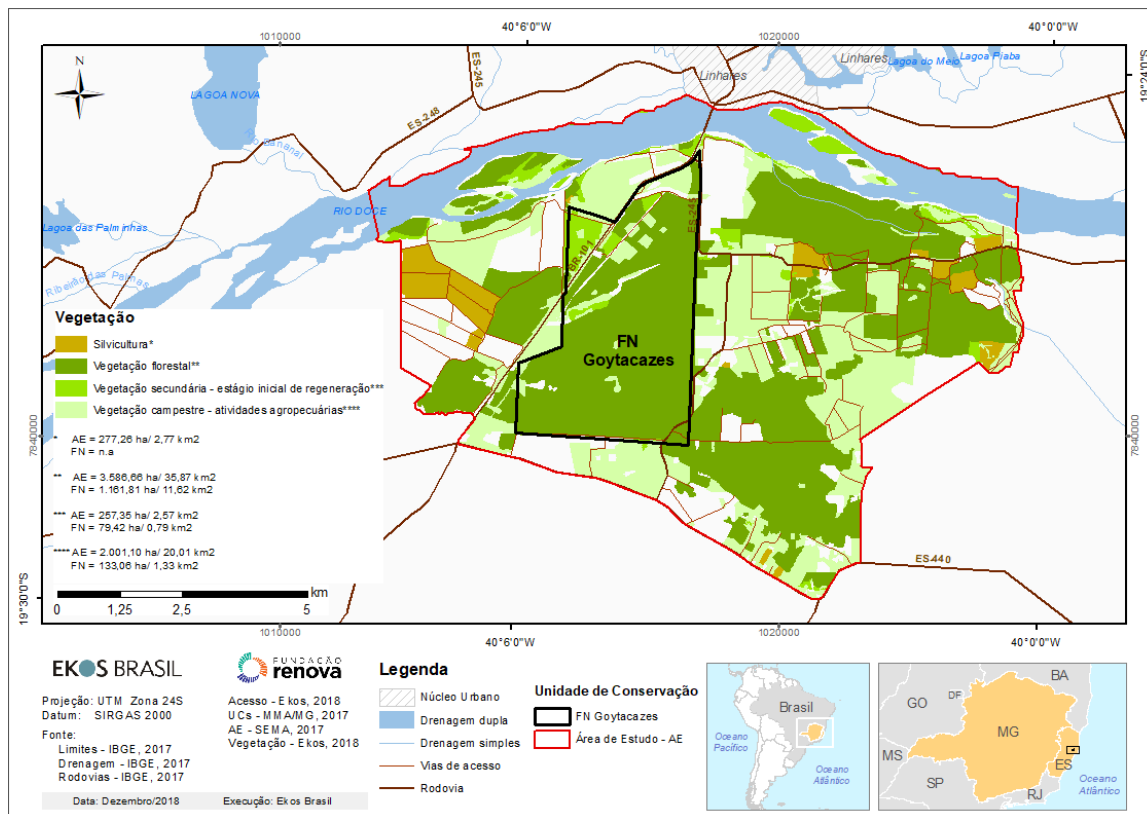 40°6'0"W
40°0'0"W
1010000
1020000
19°24'0"S
N
LAGOA NOVA
ES-245
Linhares
Linhares
Lagoa do Meio
Lagoa Piaba
ES-248
Rio Bananal
RIO DOCE
Lagoa das Palminhas
Ribeirão das Palmas
BR-101
ES-245
FN
Goytacazes
ES-440
7840000
7840000
Vegetação
Silvicultura*
Vegetação florestal**
Vegetação secundária - estágio inicial de regeneração***
Vegetação campestre - atividades agropecuárias****
* AE = 277,26 ha/ 2,77 km2
FN = n.a
** AE = 3.586,66 ha/ 35,87 km2
FN = 1.161,81 ha/ 11,62 km2
*** AE = 257,35 ha/ 2,57 km2
FN = 79,42 ha/ 0,79 km2
**** AE = 2.001,10 ha/ 20,01 km2
FN = 133,06 ha/ 1,33 km2
km
0 1,25 2,5 5
19°30'0"S
1010000
40°6'0"W
1020000
40°0'0"W
EKOS BRASIL
FUNDAÇÃO
renova
Projeção: UTM Zona 24S
Datum: SIRGAS 2000
Fonte:
Limites - IBGE, 2017
Drenagem - IBGE, 2017
Rodovias - IBGE, 2017
Acesso - Ekos, 2018
UCs - MMA/MG, 2017
AE - SEMA, 2017
Vegetação - Ekos, 2018
Data: Dezembro/2018 Execução: Ekos Brasil
Legenda
Núcleo Urbano
Drenagem dupla
Drenagem simples
Vias de acesso
Rodovia
Unidade de Conservação
FN Goytacazes
Área de Estudo - AE
Brasil
Oceano
Pacífico
Oceano
Atlântico
BA
GO
DF
MG
MS
ES
SP
RJ
Oceano
Atlântico